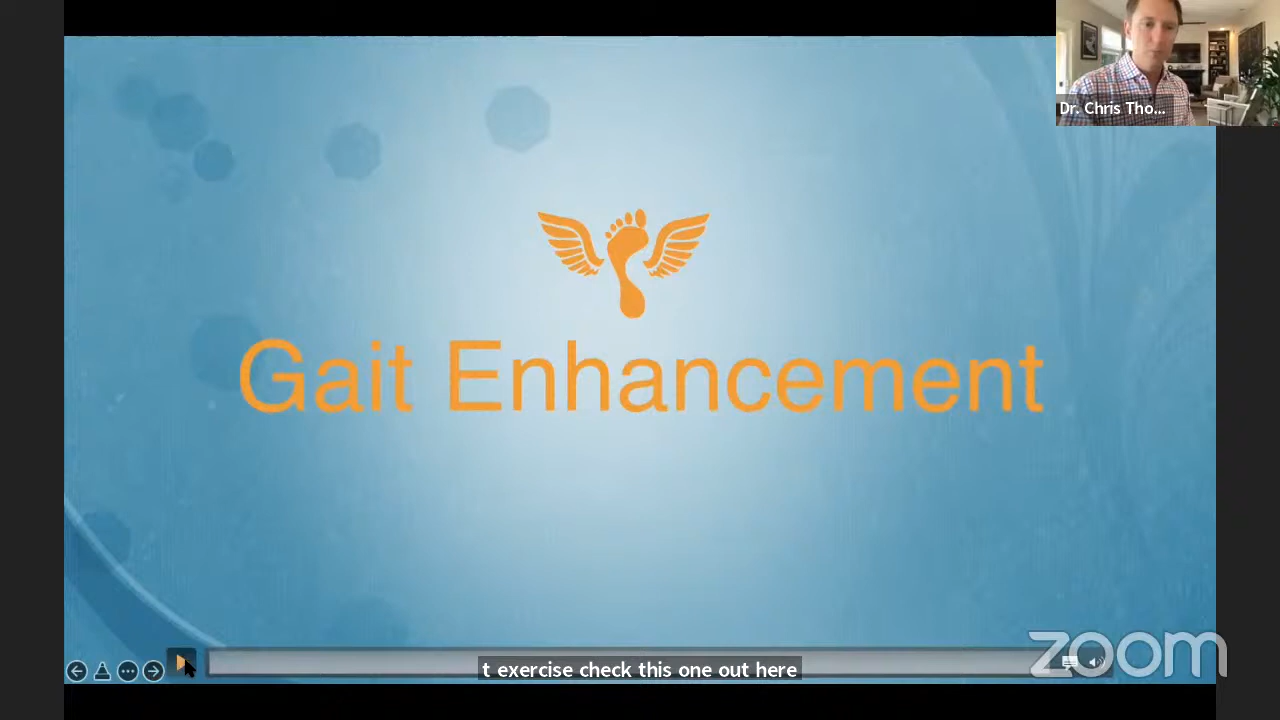 Dr. Chris Tho...
Gait Enhancement
t exercise check this one out here
zoom